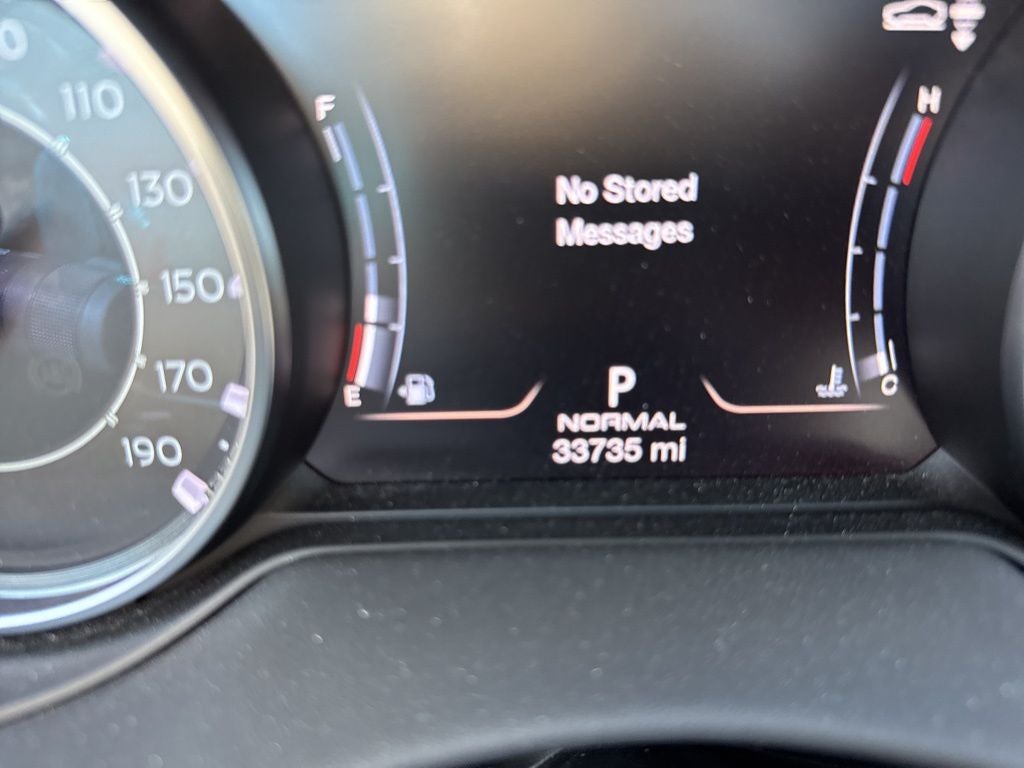 110
130
150
170
190
F
E
No Stored
Messages
H
C
P
NORMAL
33735 mi